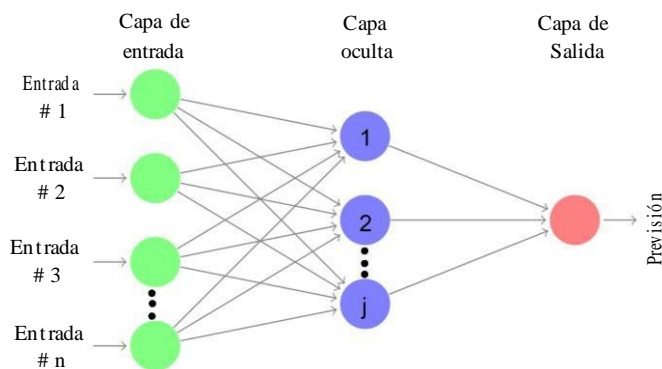 Capa de
entrada
Capa
oculta
Capa de
Salida
Entrada
# 1
Entrada
# 2
Entrada
# 3
Entrada
# n
1
2
j
Previsión